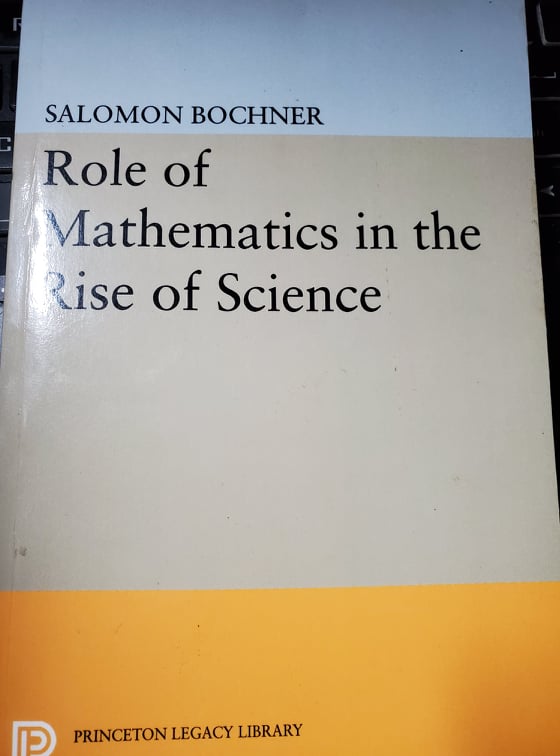 SALOMON BOCHNER
Role of
Mathematics in the
Rise of Science
PRINCETON LEGACY LIBRARY